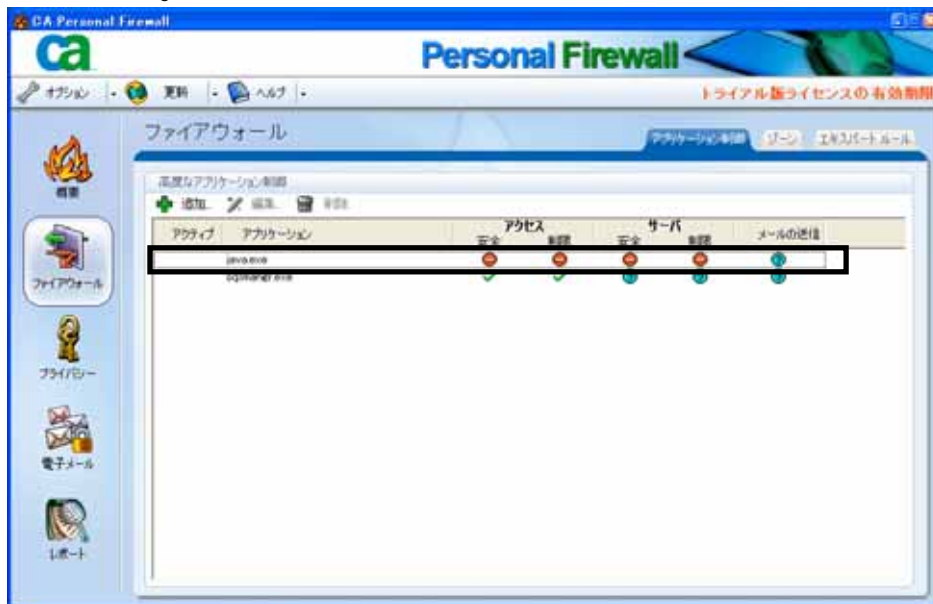 CA Personal Firewall
ca
Personal Firewall
オプション
更新
ヘルプ
トライアル版ライセンスの有効期限
ファイアウォール
アプリケーション制御
ゾーン
エキスパート ルール
概要
高度なアプリケーション制御
追加...
編集...
削除
アクティブ
アプリケーション
アクセス
サーバ
メールの送信
安全
制限
安全
制限
java.exe
ファイアウォール
プライバシー
電子メール
レポート